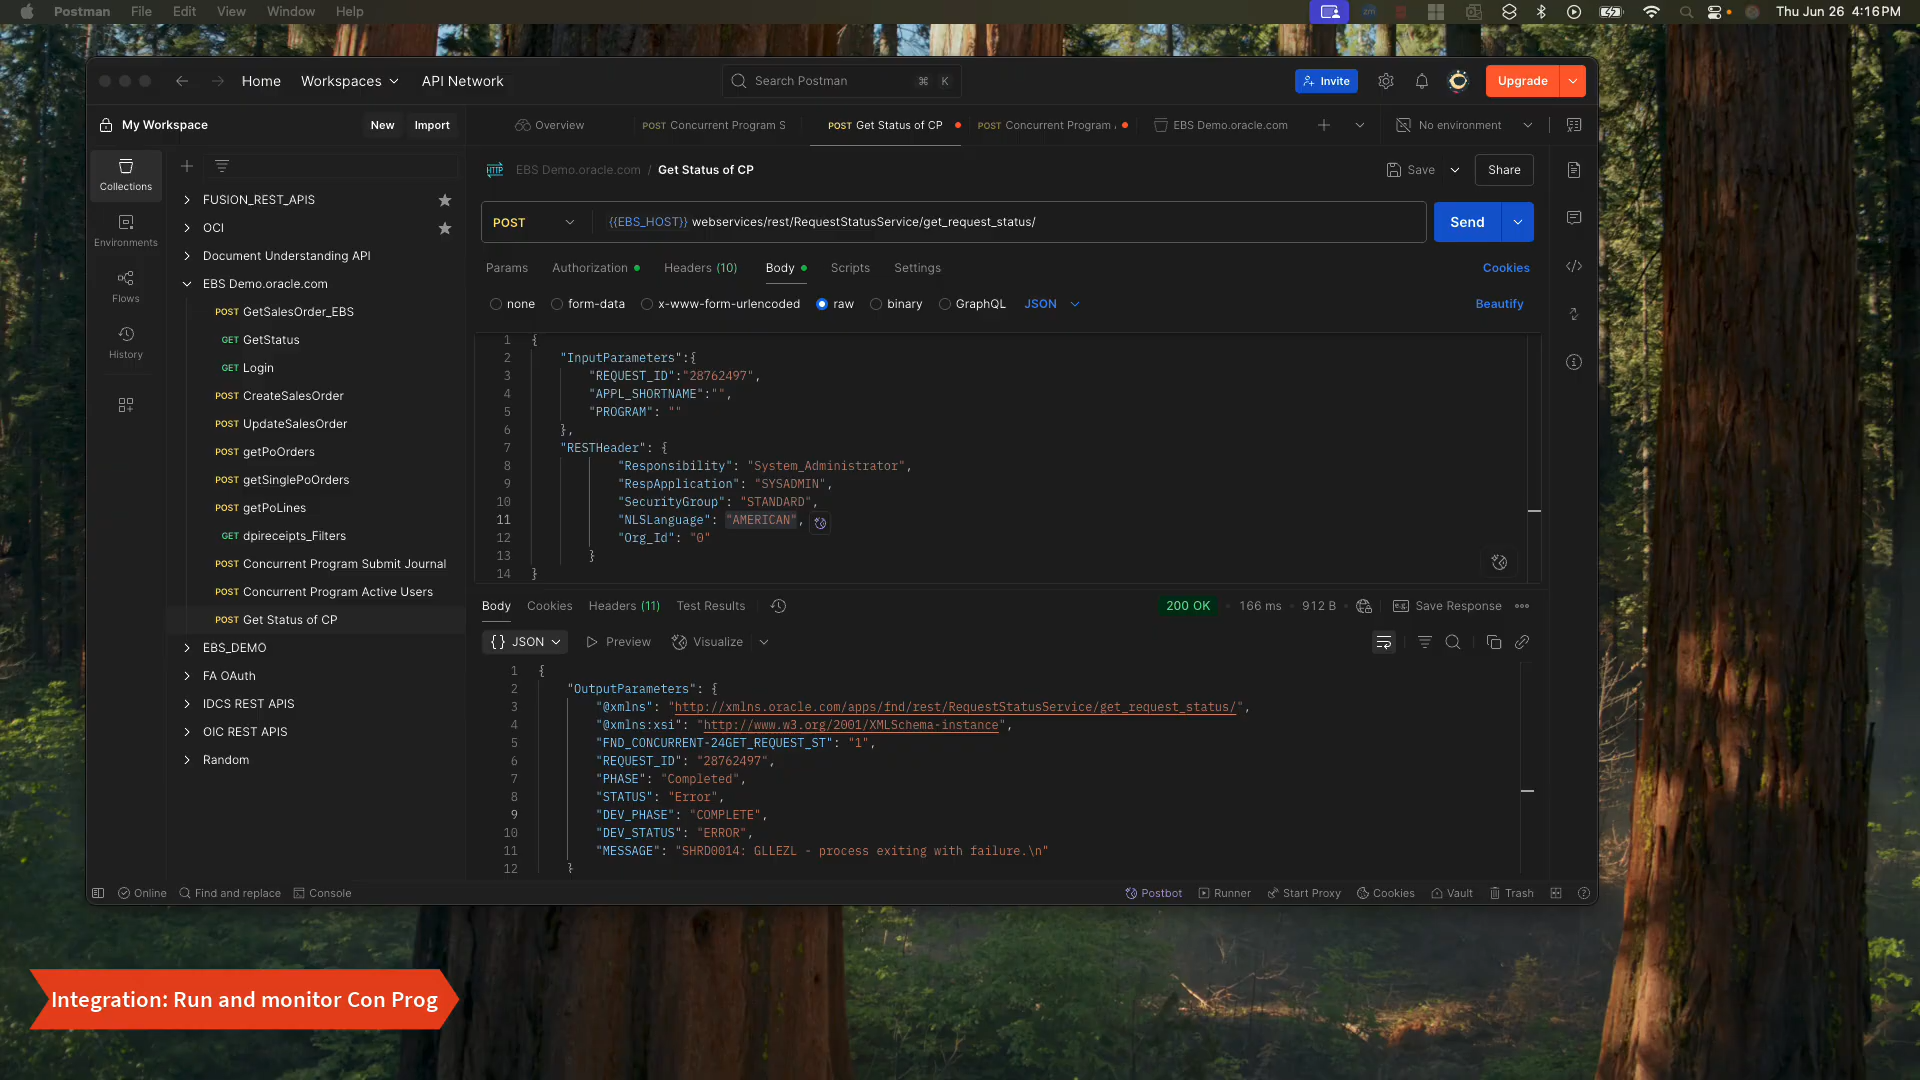 Postman File Edit View Window Help Thu Jun 26 4:16 PM
Home Workspaces API Network Search Postman ⌘ K Invite Upgrade
My Workspace New Import Overview POST Concurrent Program S POST Get Status of CP POST Concurrent Program A EBS Demo.oracle.com No environment
Collections
Environments
Flows
History
FUSION_REST_APIS
OCI
Document Understanding API
EBS Demo.oracle.com
POST GetSalesOrder_EBS
GET GetStatus
GET Login
POST CreateSalesOrder
POST UpdateSalesOrder
POST getPoOrders
POST getSinglePoOrders
POST getPoLines
GET dpireceipts_Filters
POST Concurrent Program Submit Journal
POST Concurrent Program Active Users
POST Get Status of CP
EBS_DEMO
FA OAuth
IDCS REST APIS
OIC REST APIS
Random
HTTP EBS Demo.oracle.com / Get Status of CP Save Share
POST {{EBS_HOST}} webservices/rest/RequestStatusService/get_request_status/ Send
Params Authorization Headers (10) Body Scripts Settings Cookies
none form-data x-www-form-urlencoded raw binary GraphQL JSON Beautify
1 {
2 "InputParameters":{
3 "REQUEST_ID":"28762497",
4 "APPL_SHORTNAME":"",
5 "PROGRAM": ""
6 },
7 "RESTHeader": {
8 "Responsibility": "System_Administrator",
9 "RespApplication": "SYSADMIN",
10 "SecurityGroup": "STANDARD",
11 "NLSLanguage": "AMERICAN",
12 "Org_Id": "0"
13 }
14 }
Body Cookies Headers (11) Test Results 200 OK 166 ms 912 B Save Response
{} JSON Preview Visualize
1 {
2 "OutputParameters": {
3 "@xmlns": "http://xmlns.oracle.com/apps/fnd/rest/RequestStatusService/get_request_status/",
4 "@xmlns:xsi": "http://www.w3.org/2001/XMLSchema-instance",
5 "FND_CONCURRENT-24GET_REQUEST_ST": "1",
6 "REQUEST_ID": "28762497",
7 "PHASE": "Completed",
8 "STATUS": "Error",
9 "DEV_PHASE": "COMPLETE",
10 "DEV_STATUS": "ERROR",
11 "MESSAGE": "SHRD0014: GLLEZL - process exiting with failure.\n"
12 }
Online Find and replace Console Postbot Runner Start Proxy Cookies Vault Trash
Integration: Run and monitor Con Prog